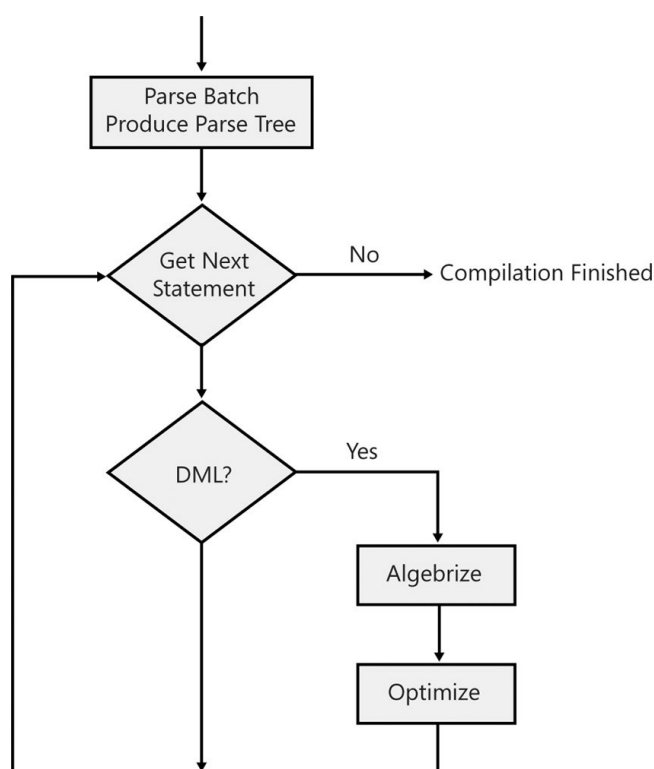 Parse Batch
Produce Parse Tree
Get Next
Statement
No
Compilation Finished
DML?
Yes
Algebrize
Optimize